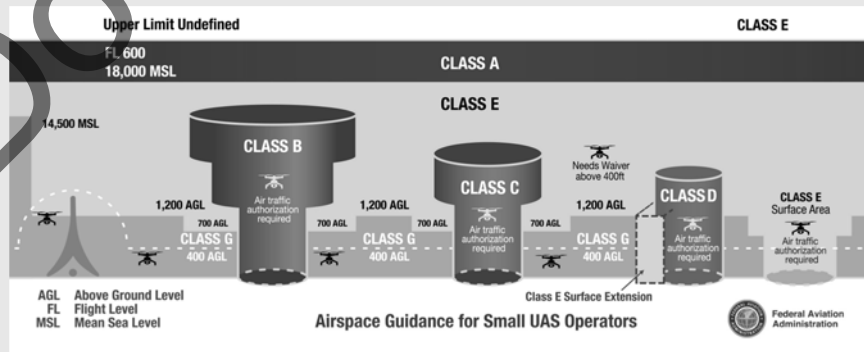 Upper Limit Undefined
CLASS E
FL 600
18,000 MSL
CLASS A
CLASS E
14,500 MSL
CLASS B
CLASS C
CLASS D
Needs Waiver
above 400ft
Air traffic
authorization
required
1,200 AGL
1,200 AGL
1,200 AGL
CLASS E
Surface Area
700 AGL
700 AGL
700 AGL
700 AGL
CLASS G
CLASS G
CLASS G
Air traffic
authorization
required
Air traffic
authorization
required
Air traffic
authorization
required
400 AGL
400 AGL
400 AGL
Class E Surface Extension
AGL Above Ground Level
FL Flight Level
MSL Mean Sea Level
Airspace Guidance for Small UAS Operators
Federal Aviation
Administration